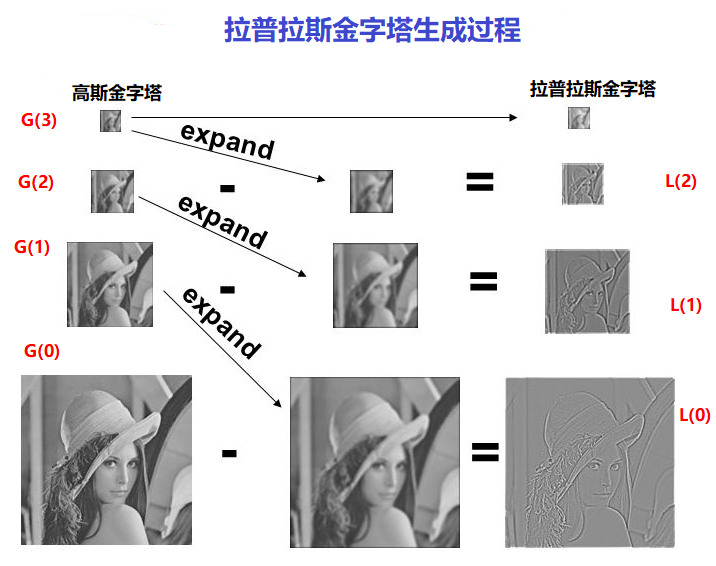 拉普拉斯金字塔生成过程
高斯金字塔
拉普拉斯金字塔
G(3)
expand
G(2)
-
=
L(2)
expand
G(1)
-
=
L(1)
expand
G(0)
-
=
L(0)